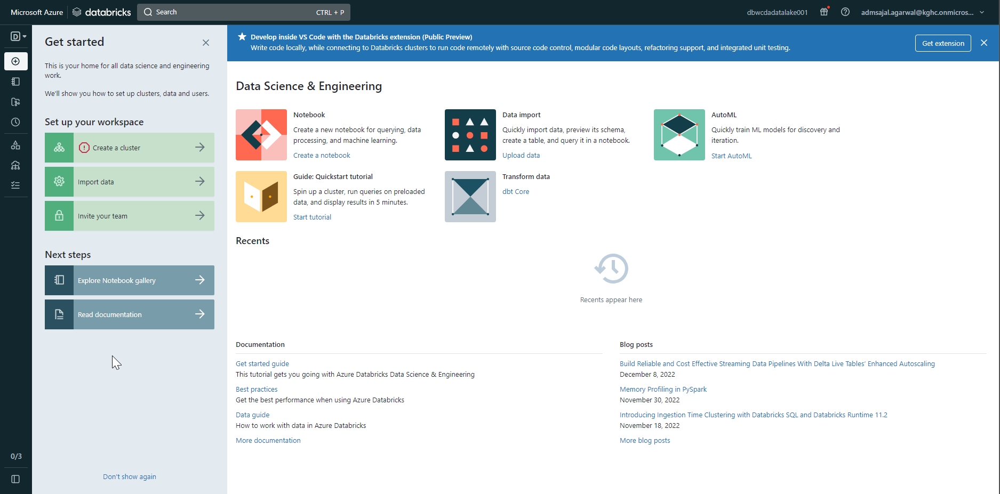 Microsoft Azure databricks Search CTRL + P dbwcdadatalake001 admsajal.agarwal@kghc.onmicros...
D
Get started
This is your home for all data science and engineering
work.
We'll show you how to set up clusters, data and users.
Set up your workspace
Create a cluster
Import data
Invite your team
Next steps
Explore Notebook gallery
Read documentation
0/3
Don't show again
Develop inside VS Code with the Databricks extension (Public Preview)
Write code locally, while connecting to Databricks clusters to run code remotely with source code control, modular code layouts, refactoring support, and integrated unit testing.
Get extension
Data Science & Engineering
Notebook
Create a new notebook for querying, data
processing, and machine learning.
Create a notebook
Data import
Quickly import data, preview its schema,
create a table, and query it in a notebook.
Upload data
AutoML
Quickly train ML models for discovery and
iteration.
Start AutoML
Guide: Quickstart tutorial
Spin up a cluster, run queries on preloaded
data, and display results in 5 minutes.
Start tutorial
Transform data
dbt Core
Recents
Recents appear here
Documentation
Get started guide
This tutorial gets you going with Azure Databricks Data Science & Engineering
Best practices
Get the best performance when using Azure Databricks
Data guide
How to work with data in Azure Databricks
More documentation
Blog posts
Build Reliable and Cost Effective Streaming Data Pipelines With Delta Live Tables' Enhanced Autoscaling
December 8, 2022
Memory Profiling in PySpark
November 30, 2022
Introducing Ingestion Time Clustering with Databricks SQL and Databricks Runtime 11.2
November 18, 2022
More blog posts